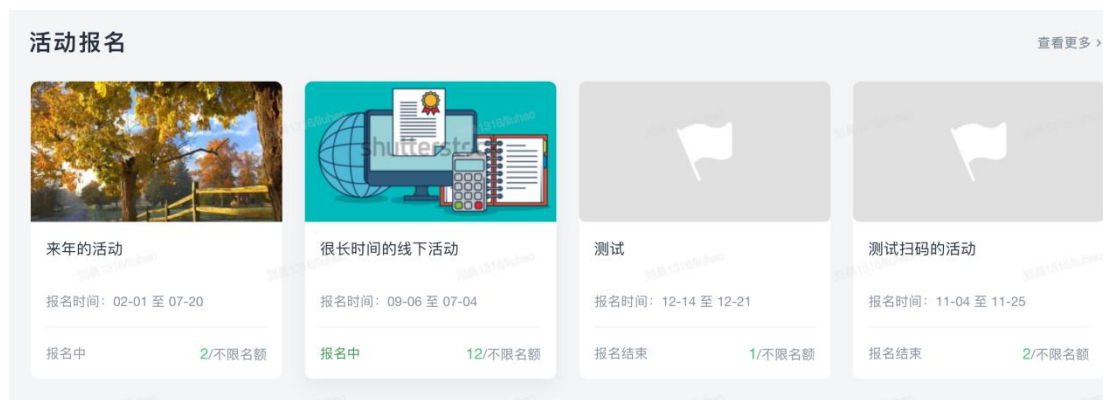 活动报名
查看更多 >
来年的活动
报名时间：02-01 至 07-20
报名中
2/不限名额
shutterstock
很长时间的线下活动
报名时间：09-06 至 07-04
报名中
12/不限名额
测试
报名时间：12-14 至 12-21
报名结束
1/不限名额
测试扫码的活动
报名时间：11-04 至 11-25
报名结束
2/不限名额